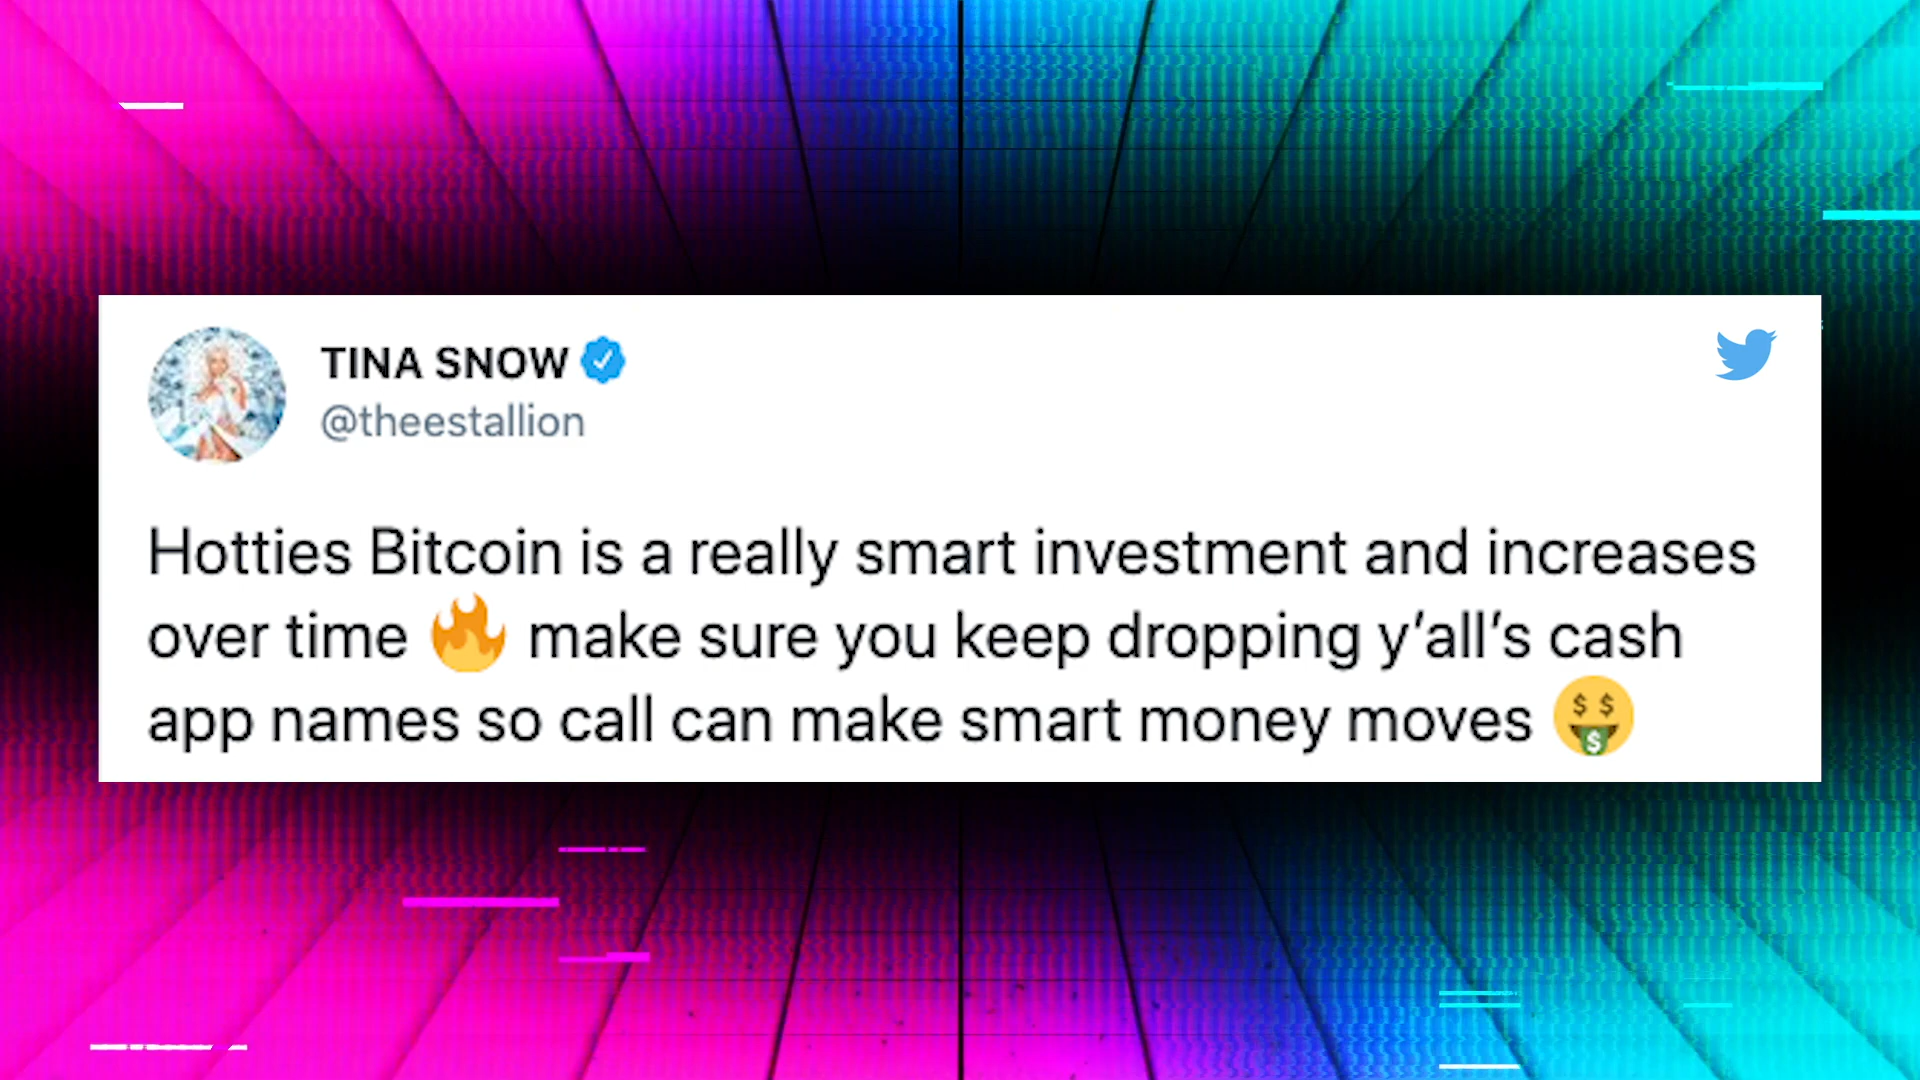 TINA SNOW
@theestallion
Hotties Bitcoin is a really smart investment and increases
over time 🔥 make sure you keep dropping y’all’s cash
app names so call can make smart money moves 🤑